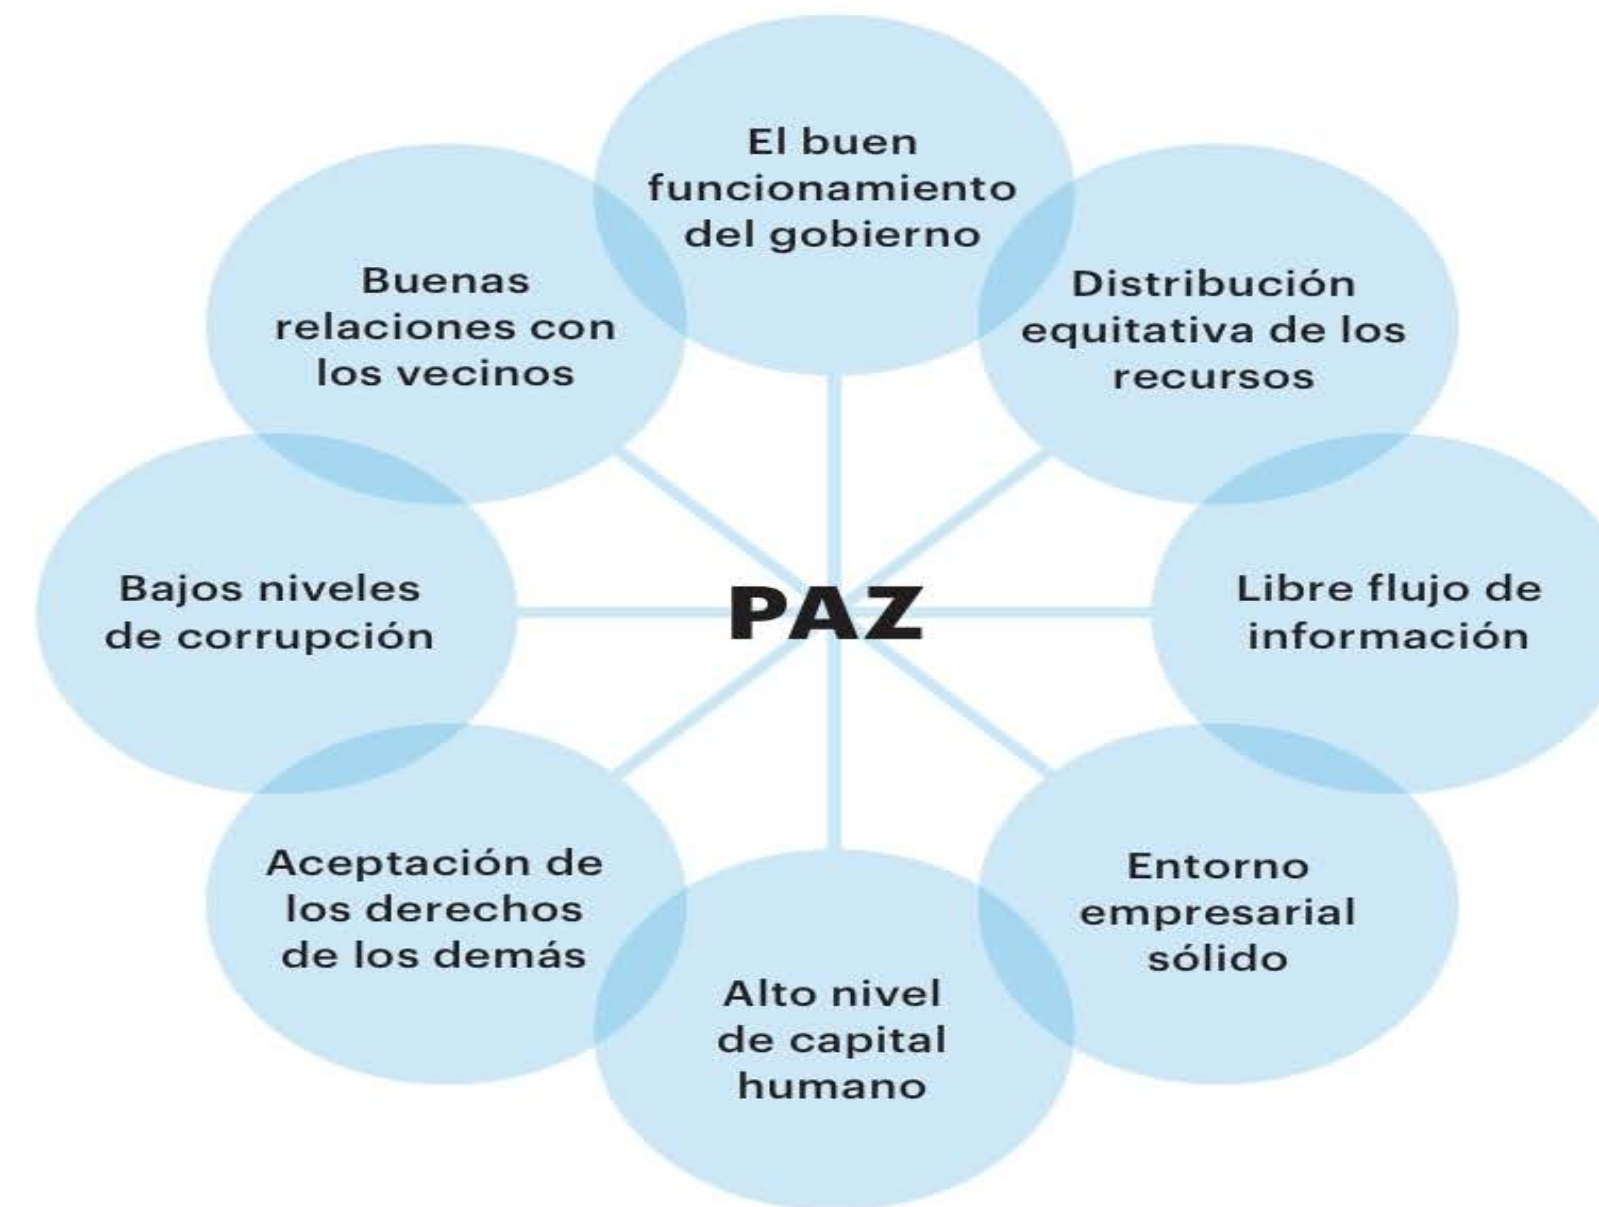 El buen
funcionamiento
del gobierno
Distribución
equitativa de los
recursos
Libre flujo de
información
Entorno
empresarial
sólido
Alto nivel
de capital
humano
Aceptación de
los derechos
de los demás
Bajos niveles
de corrupción
Buenas
relaciones con
los vecinos
PAZ